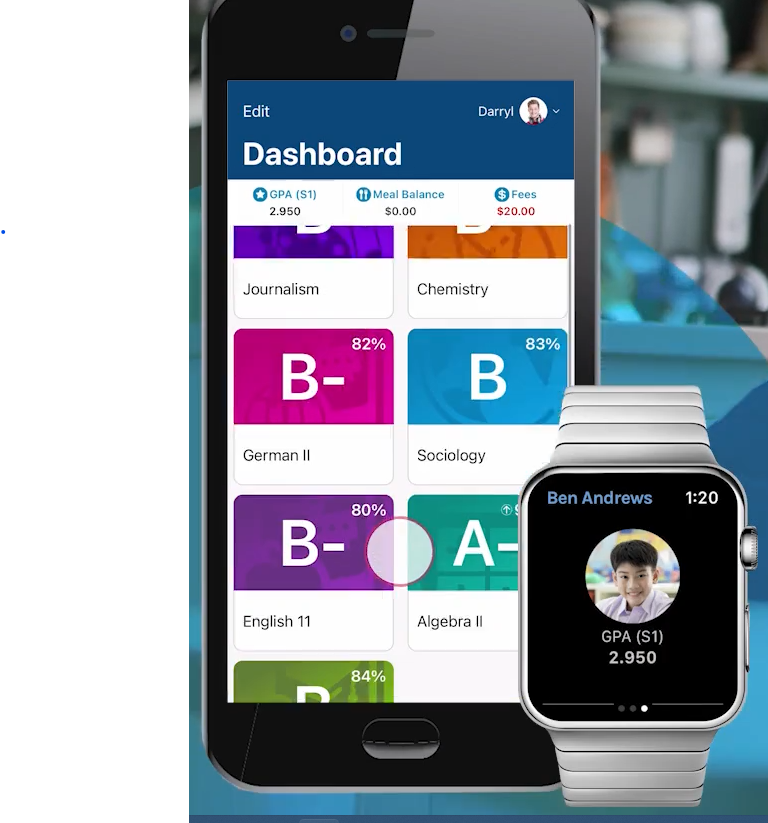 Edit
Darryl
Dashboard
GPA (S1)
2.950
Meal Balance
$0.00
Fees
$20.00
Journalism
Chemistry
82%
B-
German II
83%
B
Sociology
80%
B-
English 11
A-
Algebra II
84%
B
Ben Andrews 1:20
GPA (S1)
2.950